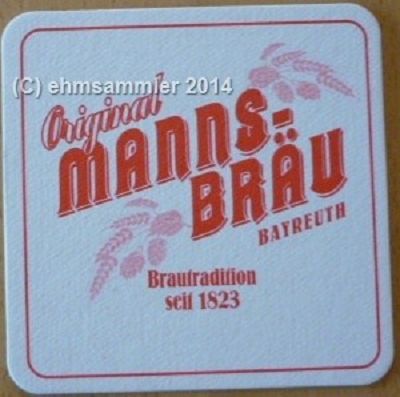 (C) ehmsammler 2014
Original
MANNS-
BRÄU
BAYREUTH
Brautradition
seit 1823